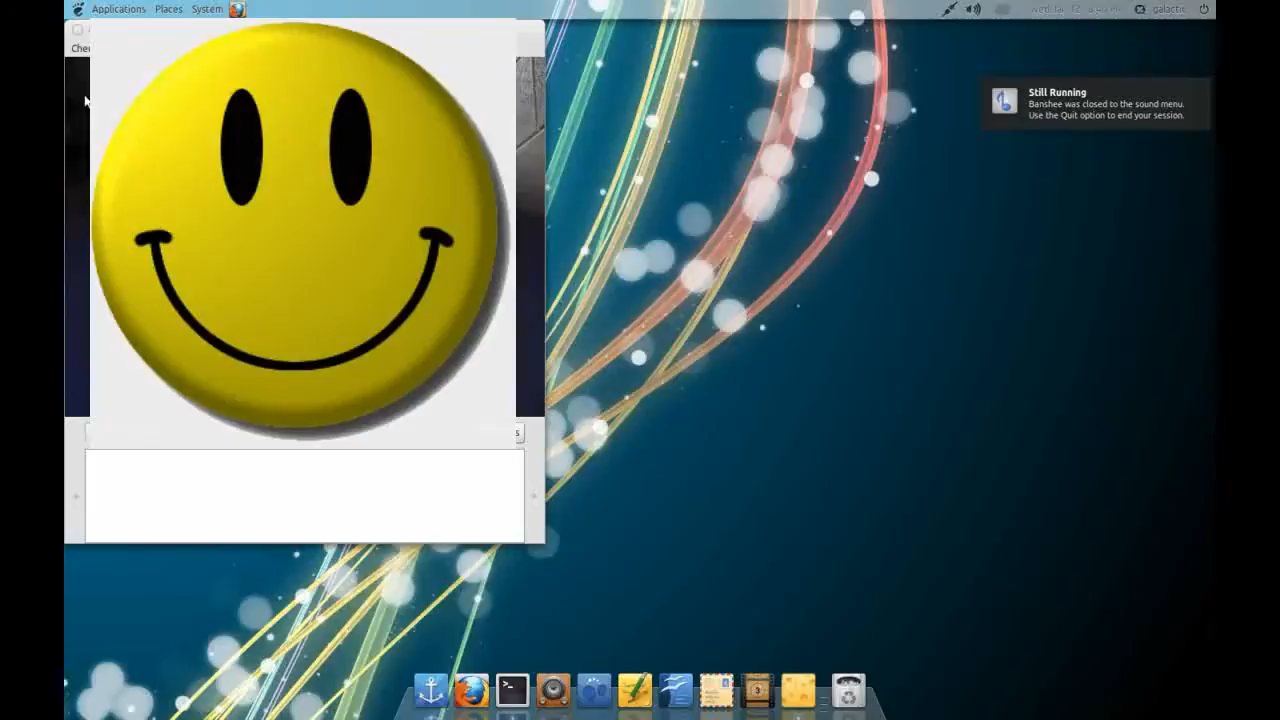 Applications Places System
galactic
Still Running
Banshee was closed to the sound menu.
Use the Quit option to end your session.